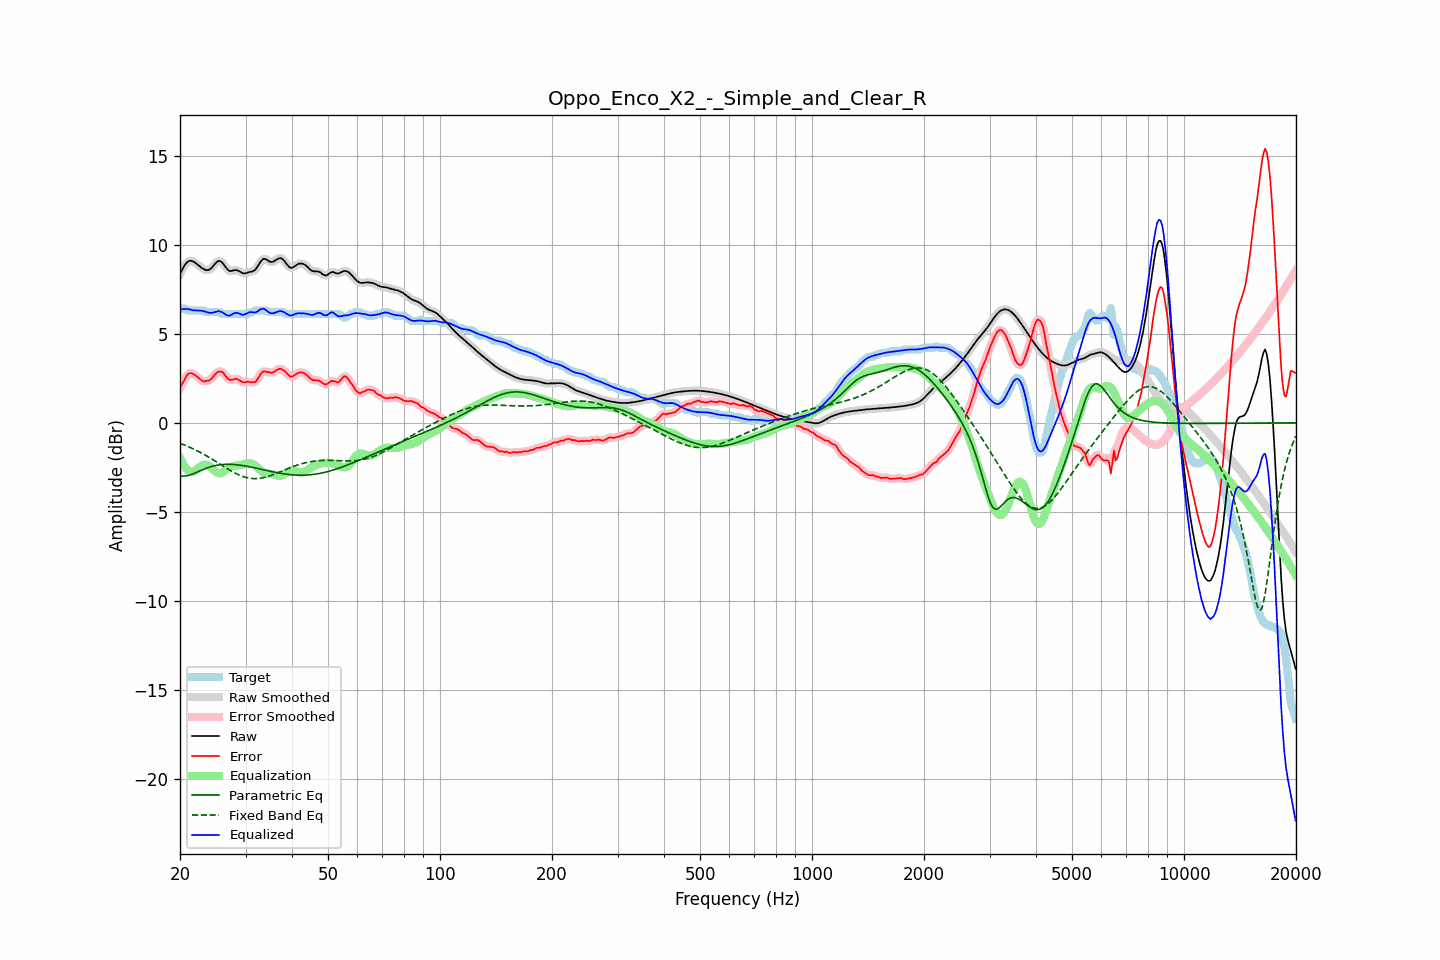 Oppo_Enco_X2_-_Simple_and_Clear_R
Amplitude (dBr)
15
10
5
0
−5
−10
−15
−20
Target
Raw Smoothed
Error Smoothed
Raw
Error
Equalization
Parametric Eq
Fixed Band Eq
Equalized
20 50 100 200 500 1000 2000 5000 10000 20000
Frequency (Hz)